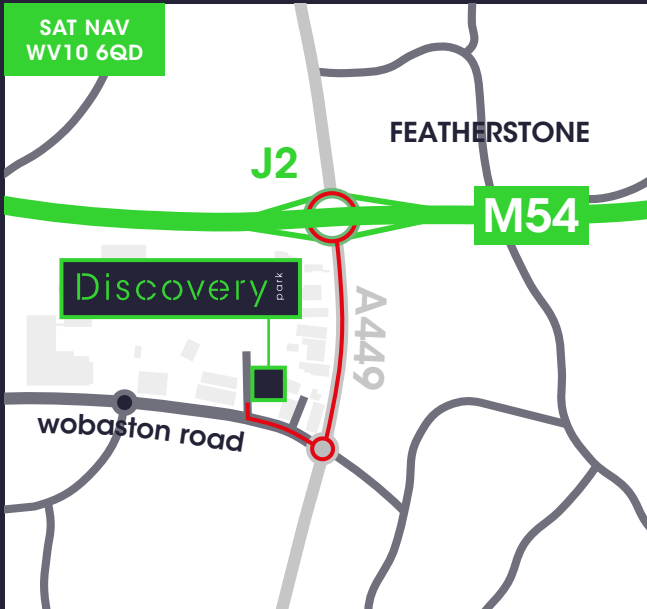 SAT NAV
WV10 6QD
FEATHERSTONE
J2
M54
Discovery park
A449
wobaston road